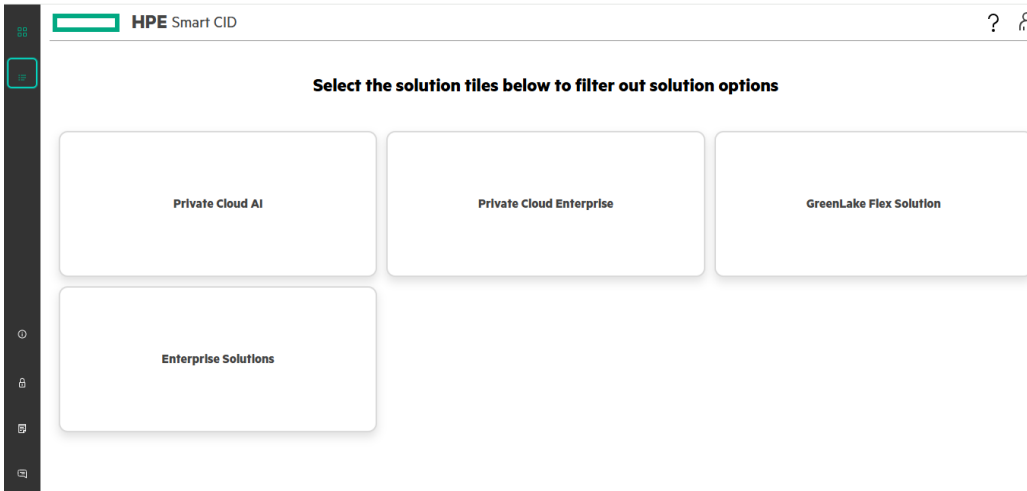 HPE Smart CID
?
Select the solution tiles below to filter out solution options
Private Cloud AI
Private Cloud Enterprise
GreenLake Flex Solution
Enterprise Solutions